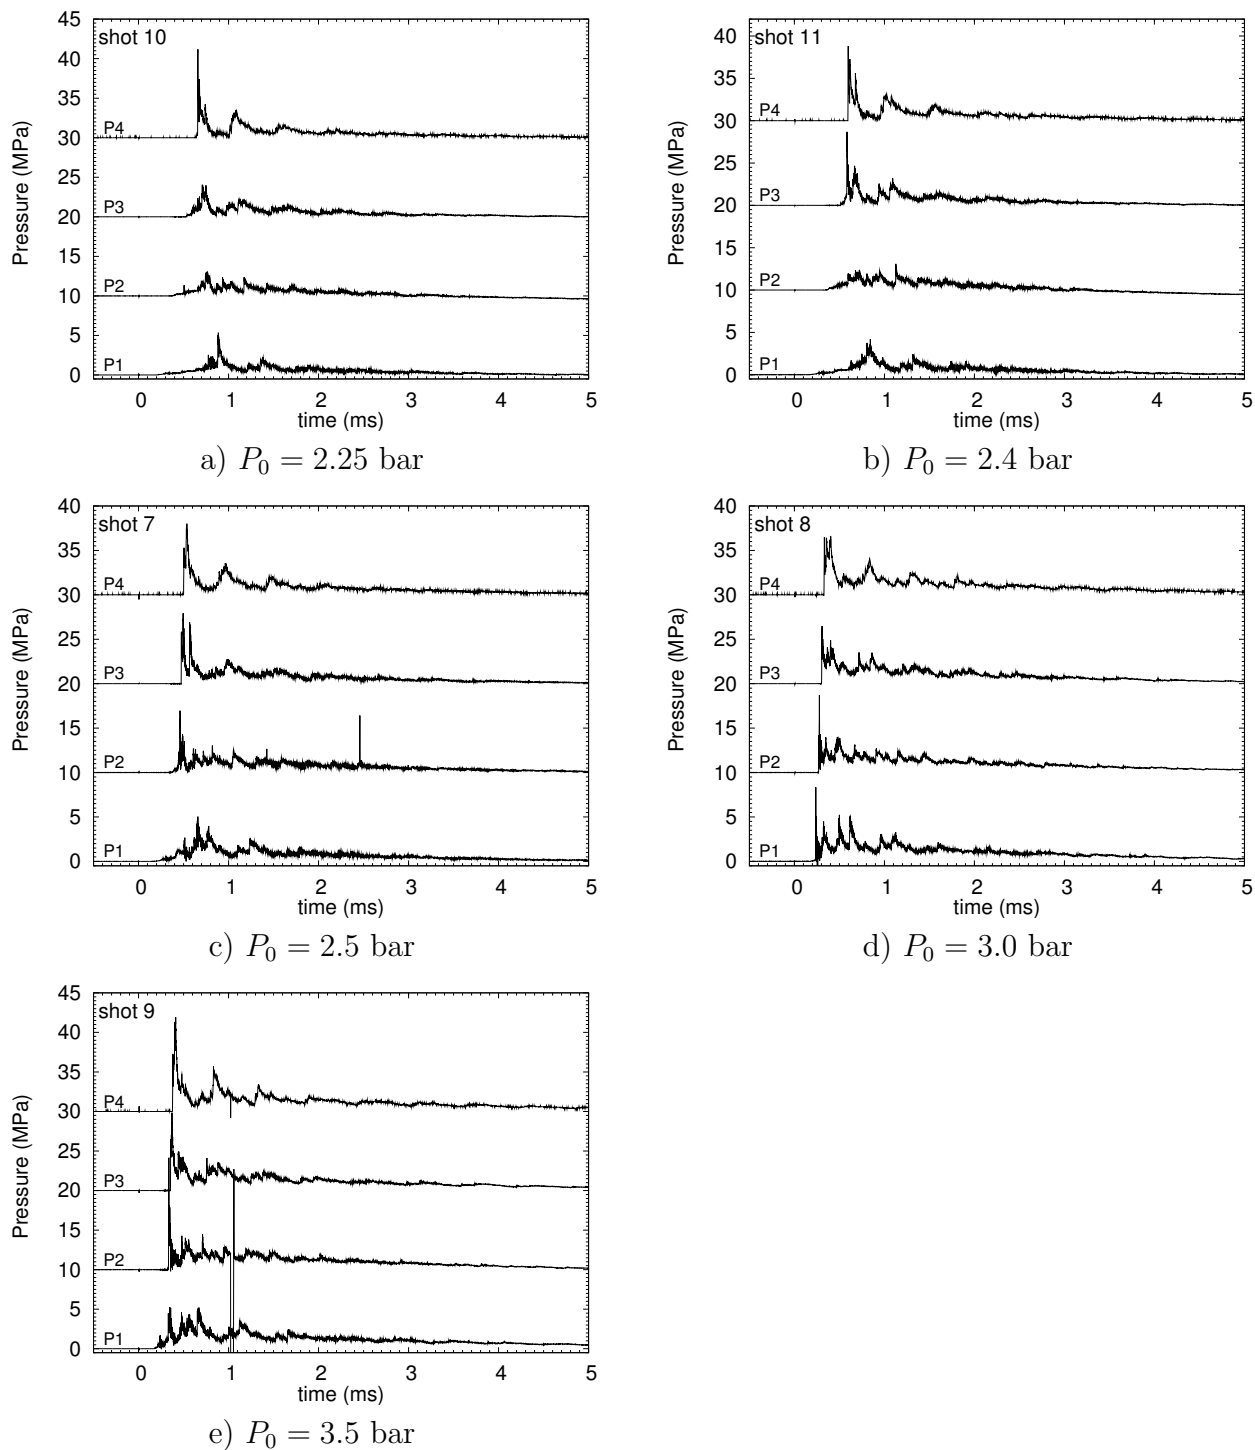 shot 10
45
40
35
30
25
20
15
10
5
0
Pressure (MPa)
P4
P3
P2
P1
0 1 2 3 4 5
time (ms)
a) P₀ = 2.25 bar
shot 11
40
35
30
25
20
15
10
5
0
Pressure (MPa)
P4
P3
P2
P1
0 1 2 3 4 5
time (ms)
b) P₀ = 2.4 bar
shot 7
40
35
30
25
20
15
10
5
0
Pressure (MPa)
P4
P3
P2
P1
0 1 2 3 4 5
time (ms)
c) P₀ = 2.5 bar
shot 8
40
35
30
25
20
15
10
5
0
Pressure (MPa)
P4
P3
P2
P1
0 1 2 3 4 5
time (ms)
d) P₀ = 3.0 bar
shot 9
45
40
35
30
25
20
15
10
5
0
Pressure (MPa)
P4
P3
P2
P1
0 1 2 3 4 5
time (ms)
e) P₀ = 3.5 bar